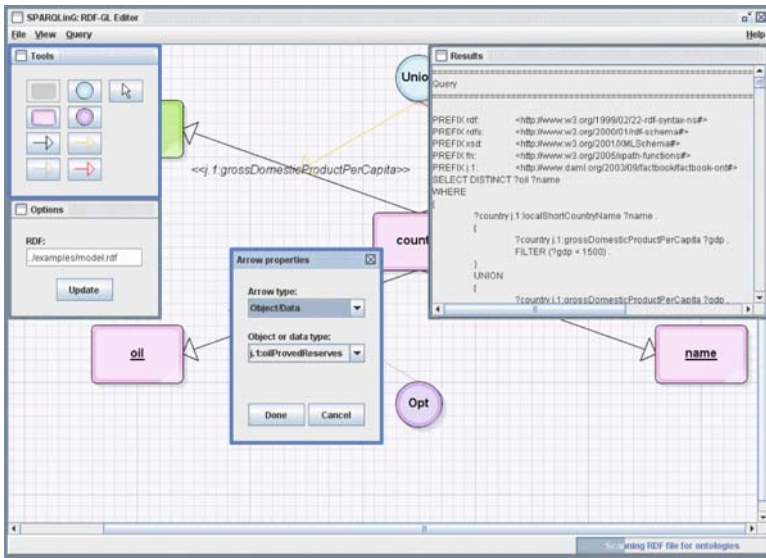 SPARQLinG: RDF-GL Editor
File View Query Help
Tools
Options
RDF:
./examples/model.rdf
Update
Union
<<j.1:grossDomesticProductPerCapita>>
Results
Query
PREFIX rdf: <http://www.w3.org/1999/02/22-rdf-syntax-ns#>
PREFIX rdfs: <http://www.w3.org/2000/01/rdf-schema#>
PREFIX xsd: <http://www.w3.org/2001/XMLSchema#>
PREFIX fn: <http://www.w3.org/2005/xpath-functions#>
PREFIX j.1: <http://www.daml.org/2003/09/factbook/factbook-ont#>
SELECT DISTINCT ?oil ?name
WHERE
{
?country j.1:localShortCountryName ?name .
{
?country j.1:grossDomesticProductPerCapita ?gdp .
FILTER (?gdp < 1500) .
}
UNION
{
?country j.1:grossDomesticProductPerCapita ?gdp .
count
Arrow properties
Arrow type:
Object/Data
Object or data type:
j.1:oilProvedReserves
Done Cancel
oil
name
Opt
Scanning RDF file for ontologies